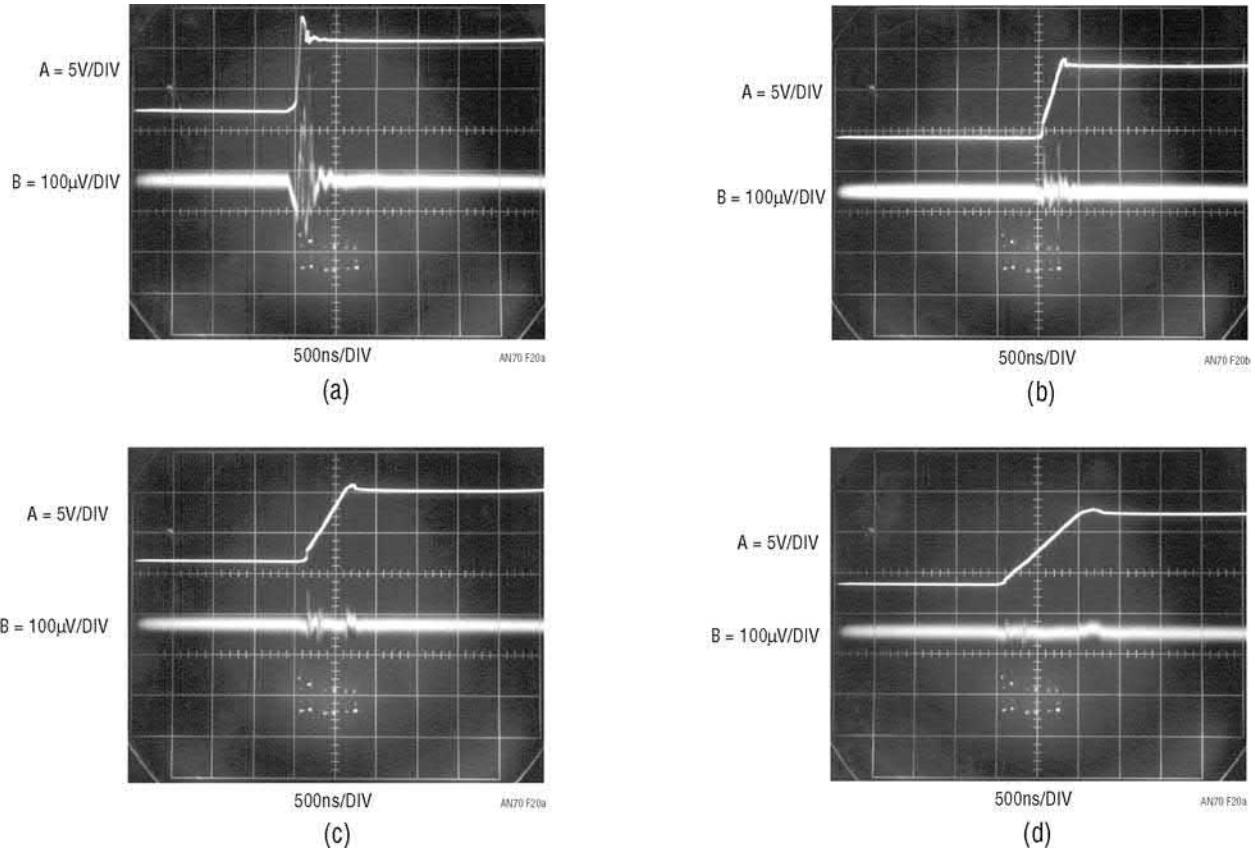 A = 5V/DIV
B = 100µV/DIV
500ns/DIV
AN70 F20a
(a)
A = 5V/DIV
B = 100µV/DIV
500ns/DIV
AN70 F20b
(b)
A = 5V/DIV
B = 100µV/DIV
500ns/DIV
AN70 F20a
(c)
A = 5V/DIV
B = 100µV/DIV
500ns/DIV
AN70 F20a
(d)